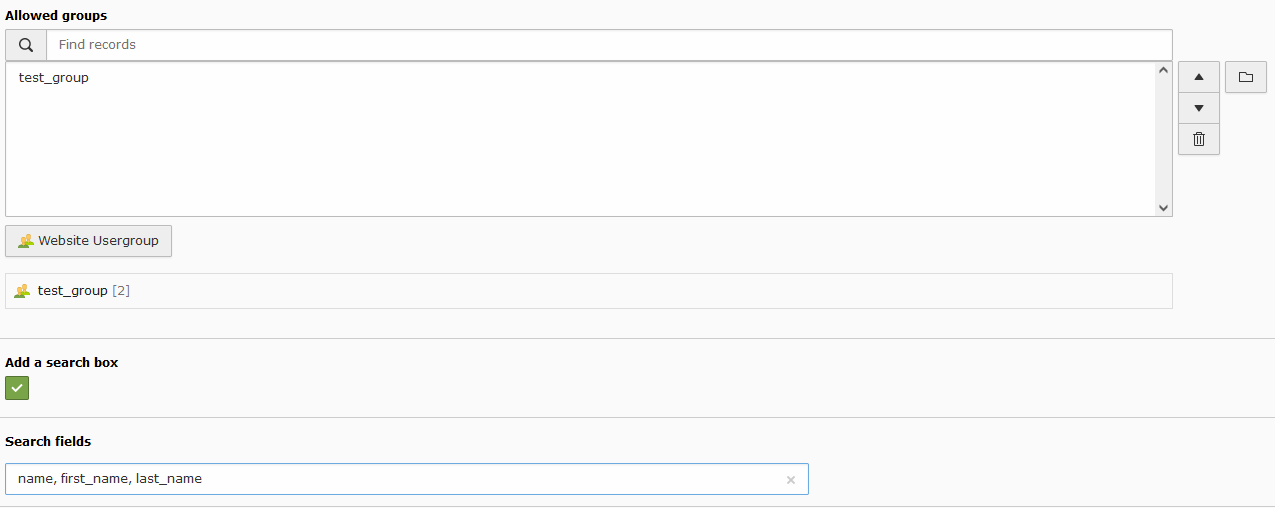 Allowed groups
Find records
test_group
Website Usergroup
test_group [2]
Add a search box
Search fields
name, first_name, last_name